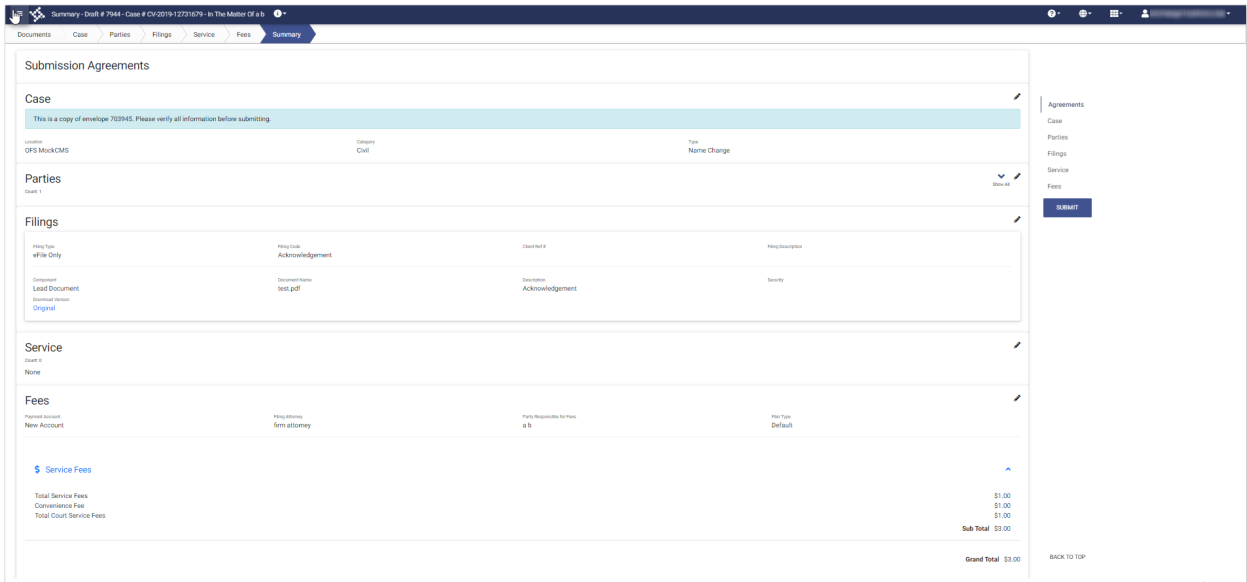 Summary - Draft # 7944 - Case # CV-2019-12731679 - In The Matter Of a b
Documents Case Parties Filings Service Fees Summary
Submission Agreements
Case
This is a copy of envelope 703945. Please verify all information before submitting.
Location Category Type
OFS MockCMS Civil Name Change
Parties
Count: 1
Show All
Filings
Filing Type Filing Code Client Ref # Filing Description
eFile Only Acknowledgement
Component Document Name Description Security
Lead Document test.pdf Acknowledgement
Download Version
Original
Service
Count: 0
None
Fees
Payment Account Filing Attorney Party Responsible for Fees Filer Type
New Account firm attorney a b Default
$ Service Fees
Total Service Fees $1.00
Convenience Fee $1.00
Total Court Service Fees $1.00
Sub Total $3.00
Grand Total $3.00
Agreements
Case
Parties
Filings
Service
Fees
SUBMIT
BACK TO TOP